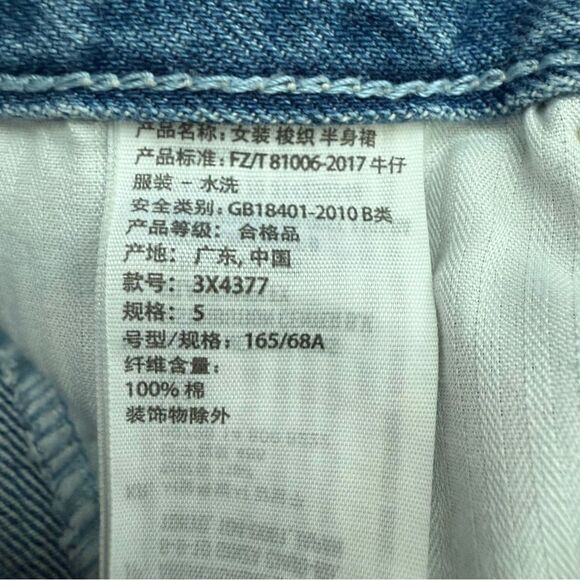 产品名称: 女装 梭织 半身裙
产品标准: FZ/T 81006-2017 牛仔
服装 - 水洗
安全类别: GB18401-2010 B类
产品等级: 合格品
产地: 广东, 中国
款号: 3X4377
规格: S
号型/规格: 165/68A
纤维含量:
100% 棉
装饰物除外